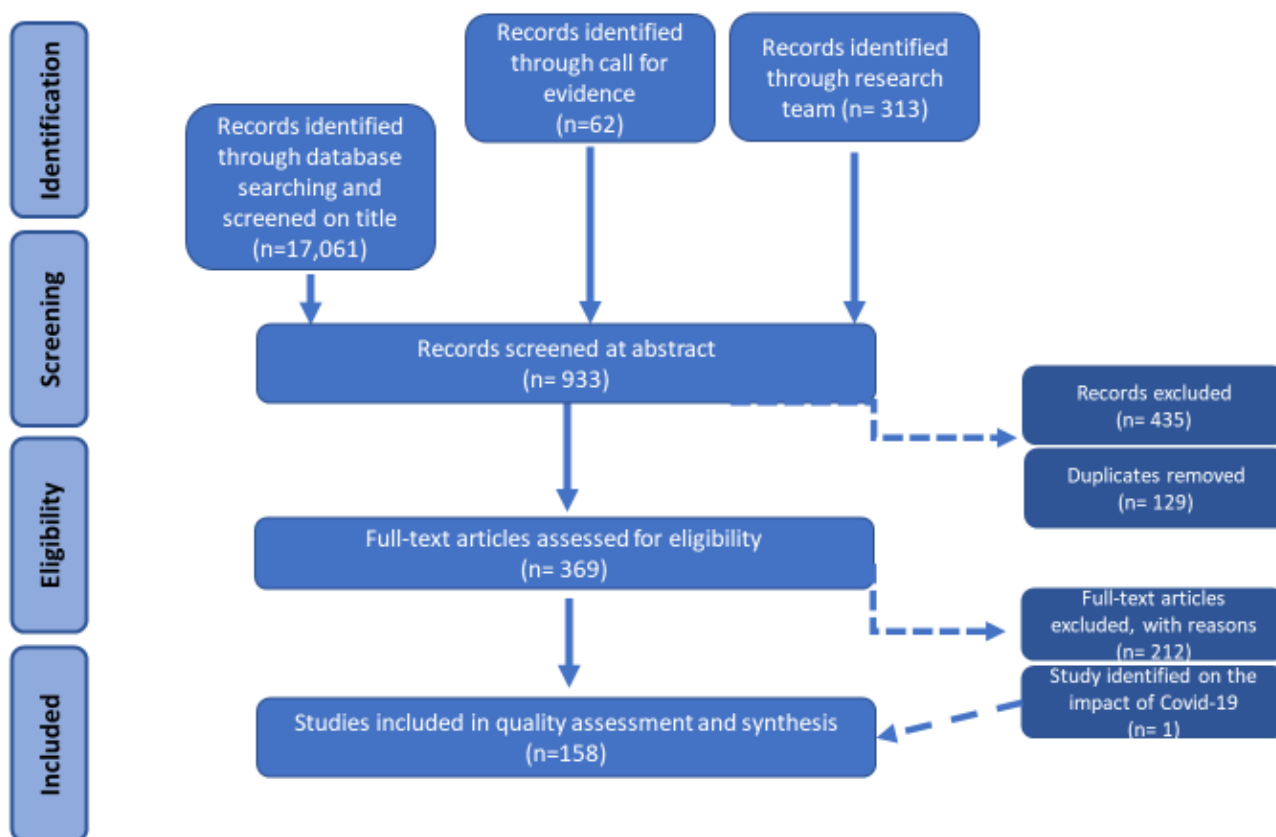 Identification
Records identified
through database
searching and
screened on title
(n=17,061)
Records identified
through call for
evidence
(n=62)
Records identified
through research
team (n= 313)
Screening
Records screened at abstract
(n= 933)
Records excluded
(n= 435)
Duplicates removed
(n= 129)
Eligibility
Full-text articles assessed for eligibility
(n= 369)
Full-text articles
excluded, with reasons
(n= 212)
Included
Study identified on the
impact of Covid-19
(n= 1)
Studies included in quality assessment and synthesis
(n=158)